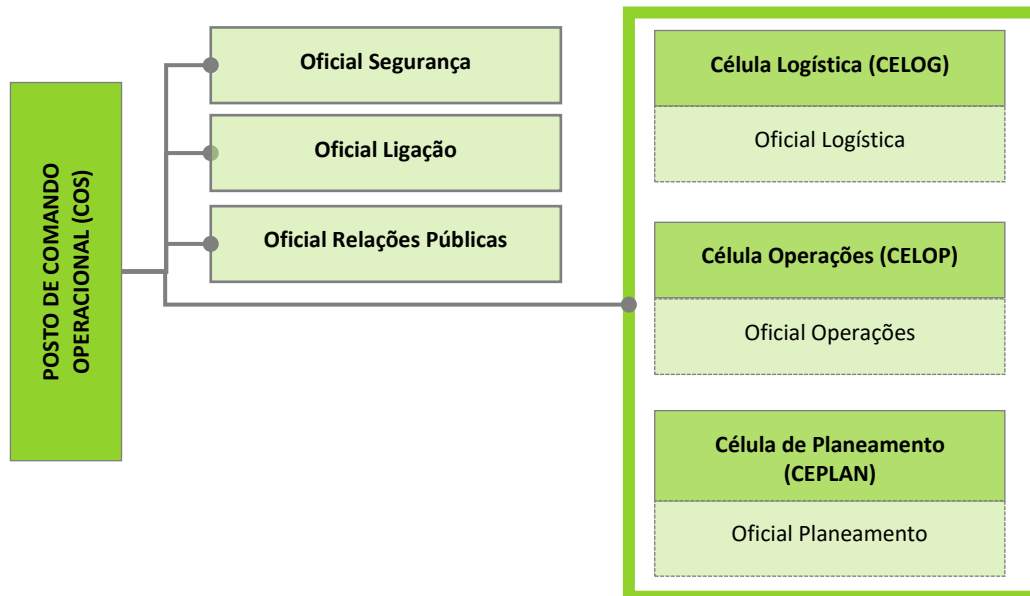 POSTO DE COMANDO
OPERACIONAL (COS)
Oficial Segurança
Oficial Ligação
Oficial Relações Públicas
Célula Logística (CELOG)
Oficial Logística
Célula Operações (CELOP)
Oficial Operações
Célula de Planeamento
(CEPLAN)
Oficial Planeamento